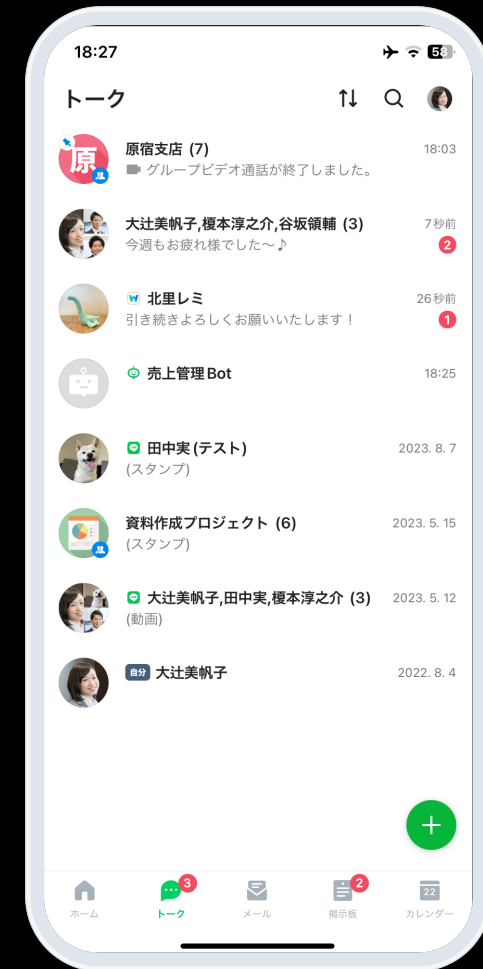 18:27
58
トーク
原
原宿支店 (7)
18:03
グループビデオ通話が終了しました。
大辻美帆子,榎本淳之介,谷坂領輔 (3)
7秒前
今週もお疲れ様でした〜♪
2
W 北里レミ
26秒前
引き続きよろしくお願いいたします！
1
売上管理Bot
18:25
田中実(テスト)
2023. 8. 7
(スタンプ)
資料作成プロジェクト (6)
2023. 5. 15
(スタンプ)
大辻美帆子,田中実,榎本淳之介 (3)
2023. 5. 12
(動画)
自分 大辻美帆子
2022. 8. 4
3
2
22
ホーム
トーク
メール
掲示板
カレンダー